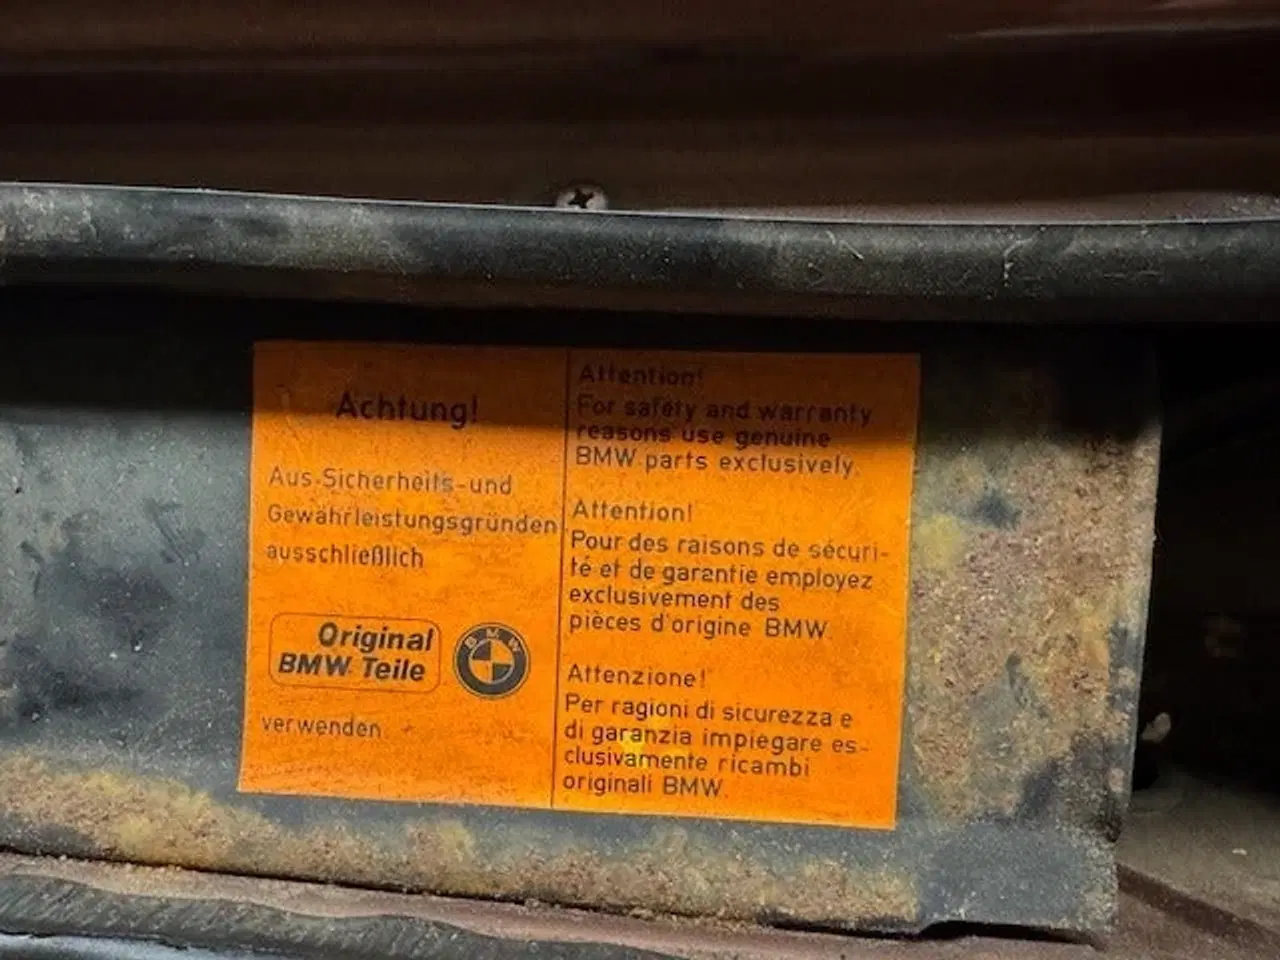 Achtung!
Aus Sicherheits-und
Gewährleistungsgründen
ausschließlich
Original
BMW Teile
BMW
verwenden
Attention!
For safety and warranty
reasons use genuine
BMW parts exclusively.
Attention!
Pour des raisons de sécuri-
té et de garantie employez
exclusivement des
pièces d'origine BMW.
Attenzione!
Per ragioni di sicurezza e
di garanzia impiegare es-
clusivamente ricambi
originali BMW.